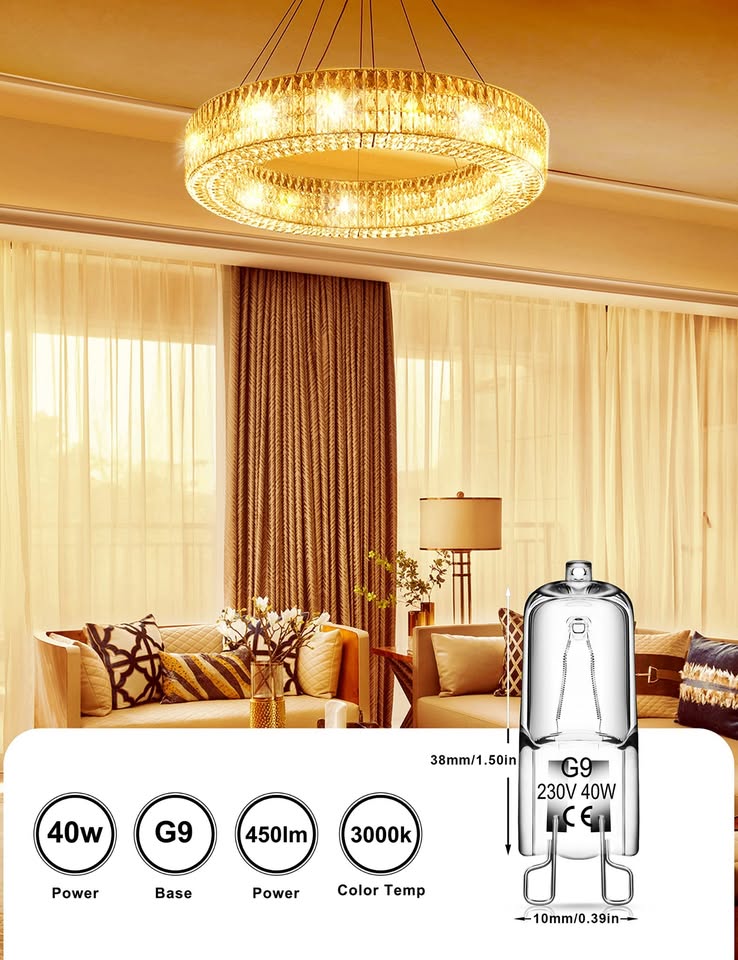 38mm/1.50in
G9
230V 40W
CE
10mm/0.39in
40w
Power
G9
Base
450lm
Power
3000k
Color Temp